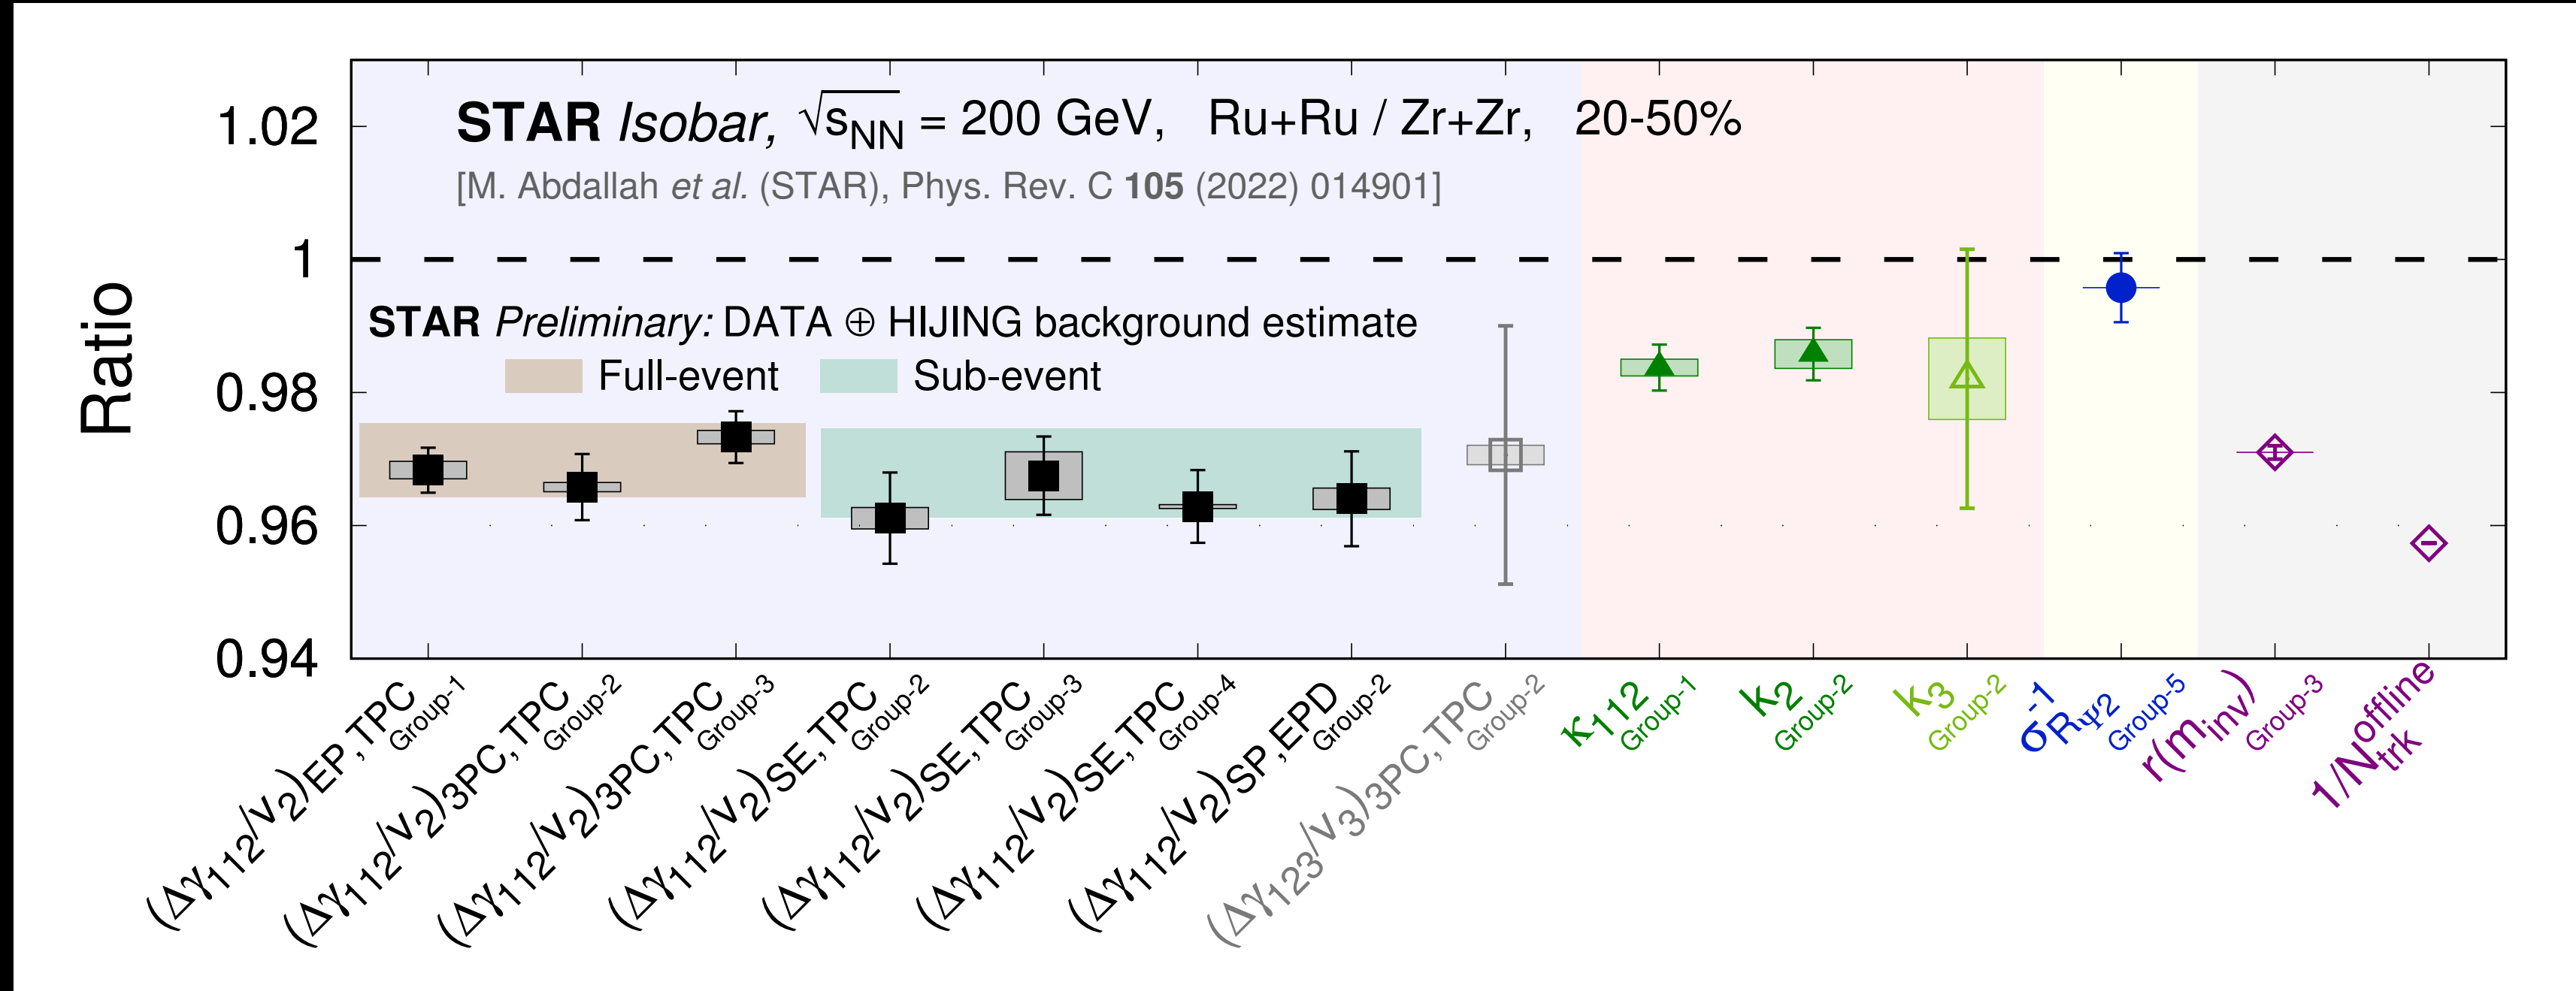 STAR Isobar, √sNN = 200 GeV, Ru+Ru / Zr+Zr, 20-50%
[M. Abdallah et al. (STAR), Phys. Rev. C 105 (2022) 014901]
STAR Preliminary: DATA ⊕ HIJING background estimate
Full-event Sub-event
Ratio
1.02
1
0.98
0.96
0.94
(Δγ112/v2)EP,TPC
Group-1
(Δγ112/v2)3PC,TPC
Group-2
(Δγ112/v2)3PC,TPC
Group-3
(Δγ112/v2)SE,TPC
Group-2
(Δγ112/v2)SE,TPC
Group-3
(Δγ112/v2)SE,TPC
Group-4
(Δγ112/v2)SP,EPD
Group-2
(Δγ123/v3)3PC,TPC
Group-2
κ112
Group-1
k2
Group-2
k3
Group-2
σ-1RΨ2
Group-5
r(minv)
Group-3
1/Nofflinetrk